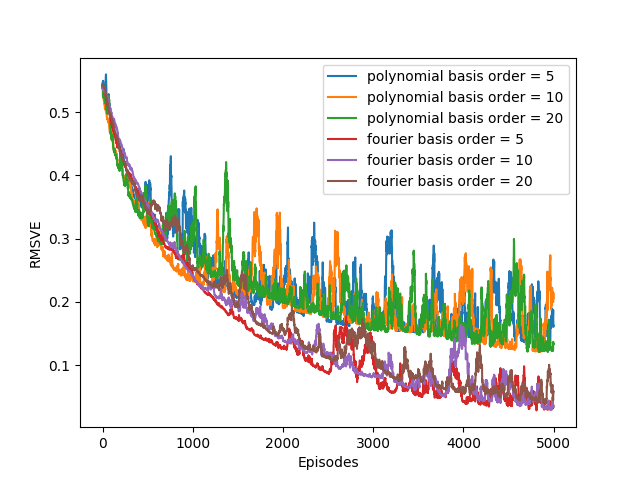 polynomial basis order = 5
polynomial basis order = 10
polynomial basis order = 20
fourier basis order = 5
fourier basis order = 10
fourier basis order = 20
0.5
0.4
0.3
0.2
0.1
RMSVE
0 1000 2000 3000 4000 5000
Episodes